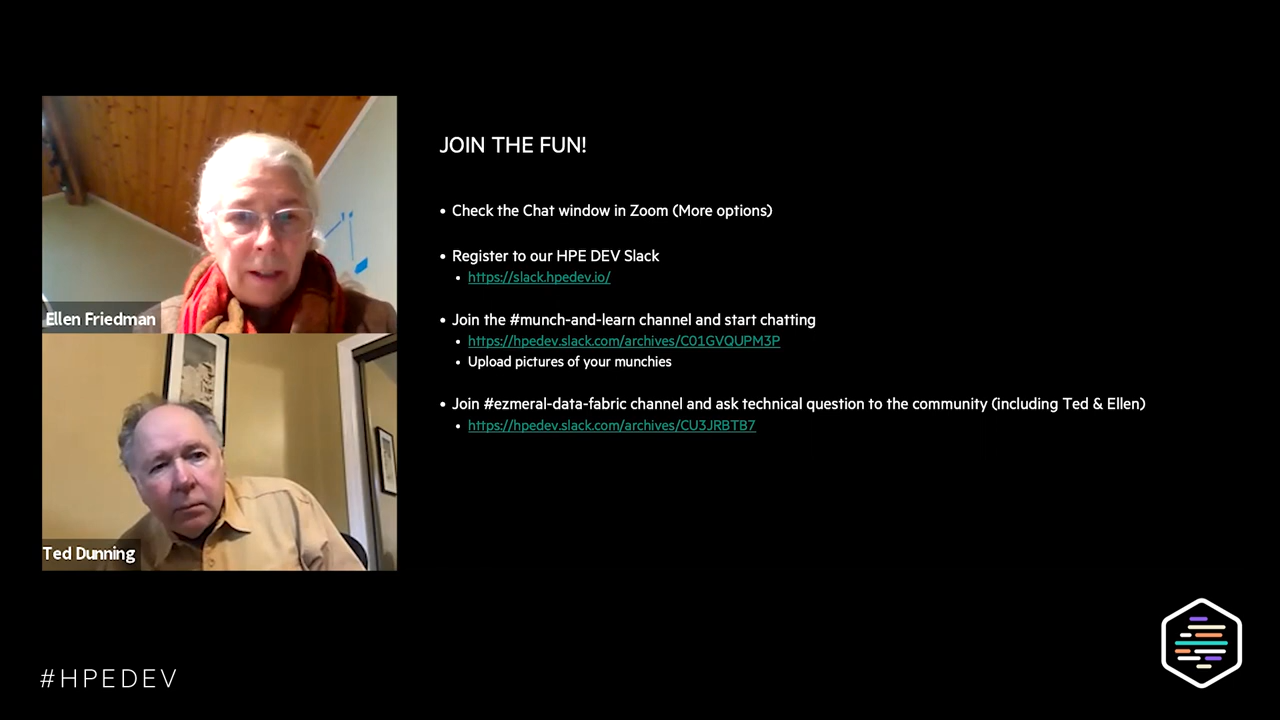 JOIN THE FUN!
• Check the Chat window in Zoom (More options)
• Register to our HPE DEV Slack
• https://slack.hpedev.io/
• Join the #munch-and-learn channel and start chatting
• https://hpedev.slack.com/archives/C01GVQUPM3P
• Upload pictures of your munchies
• Join #ezmeral-data-fabric channel and ask technical question to the community (including Ted & Ellen)
• https://hpedev.slack.com/archives/CU3JRBTB7
Ellen Friedman
Ted Dunning
#HPEDEV